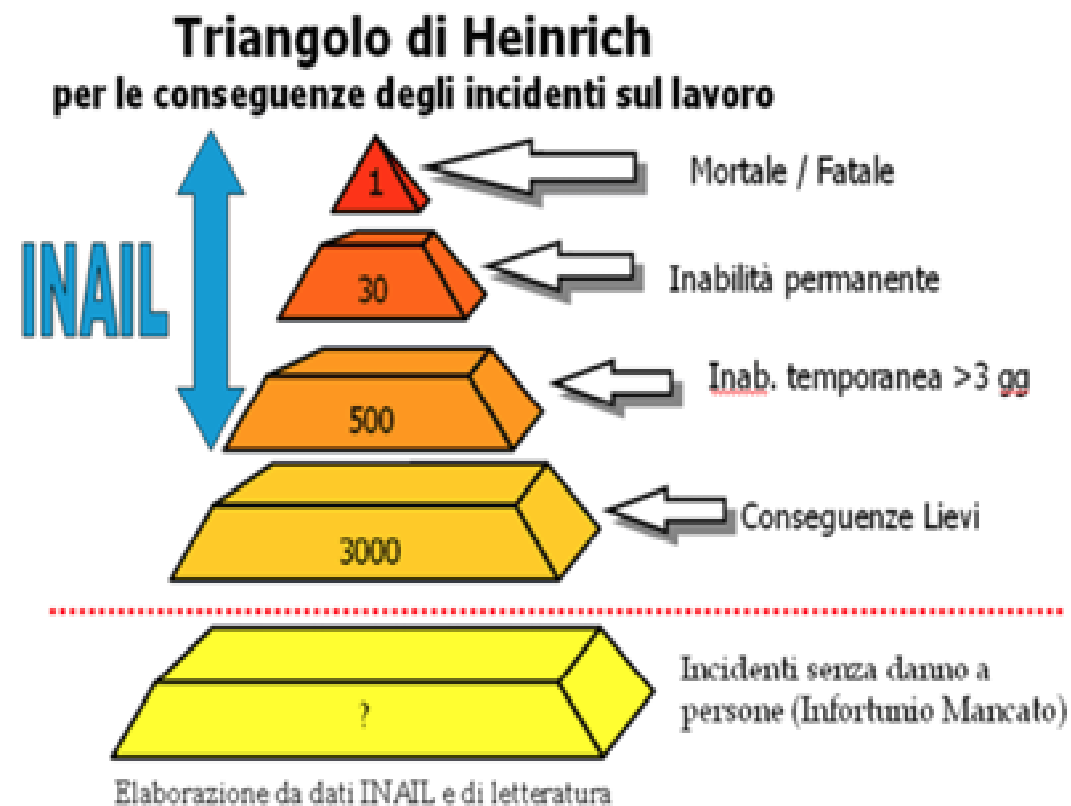 Triangolo di Heinrich
per le conseguenze degli incidenti sul lavoro
1
Mortale / Fatale
INAIL
30
Inabilità permanente
500
Inab. temporanea >3 gg
3000
Conseguenze Lievi
?
Incidenti senza danno a
persone (Infortunio Mancato)
Elaborazione da dati INAIL e di letteratura